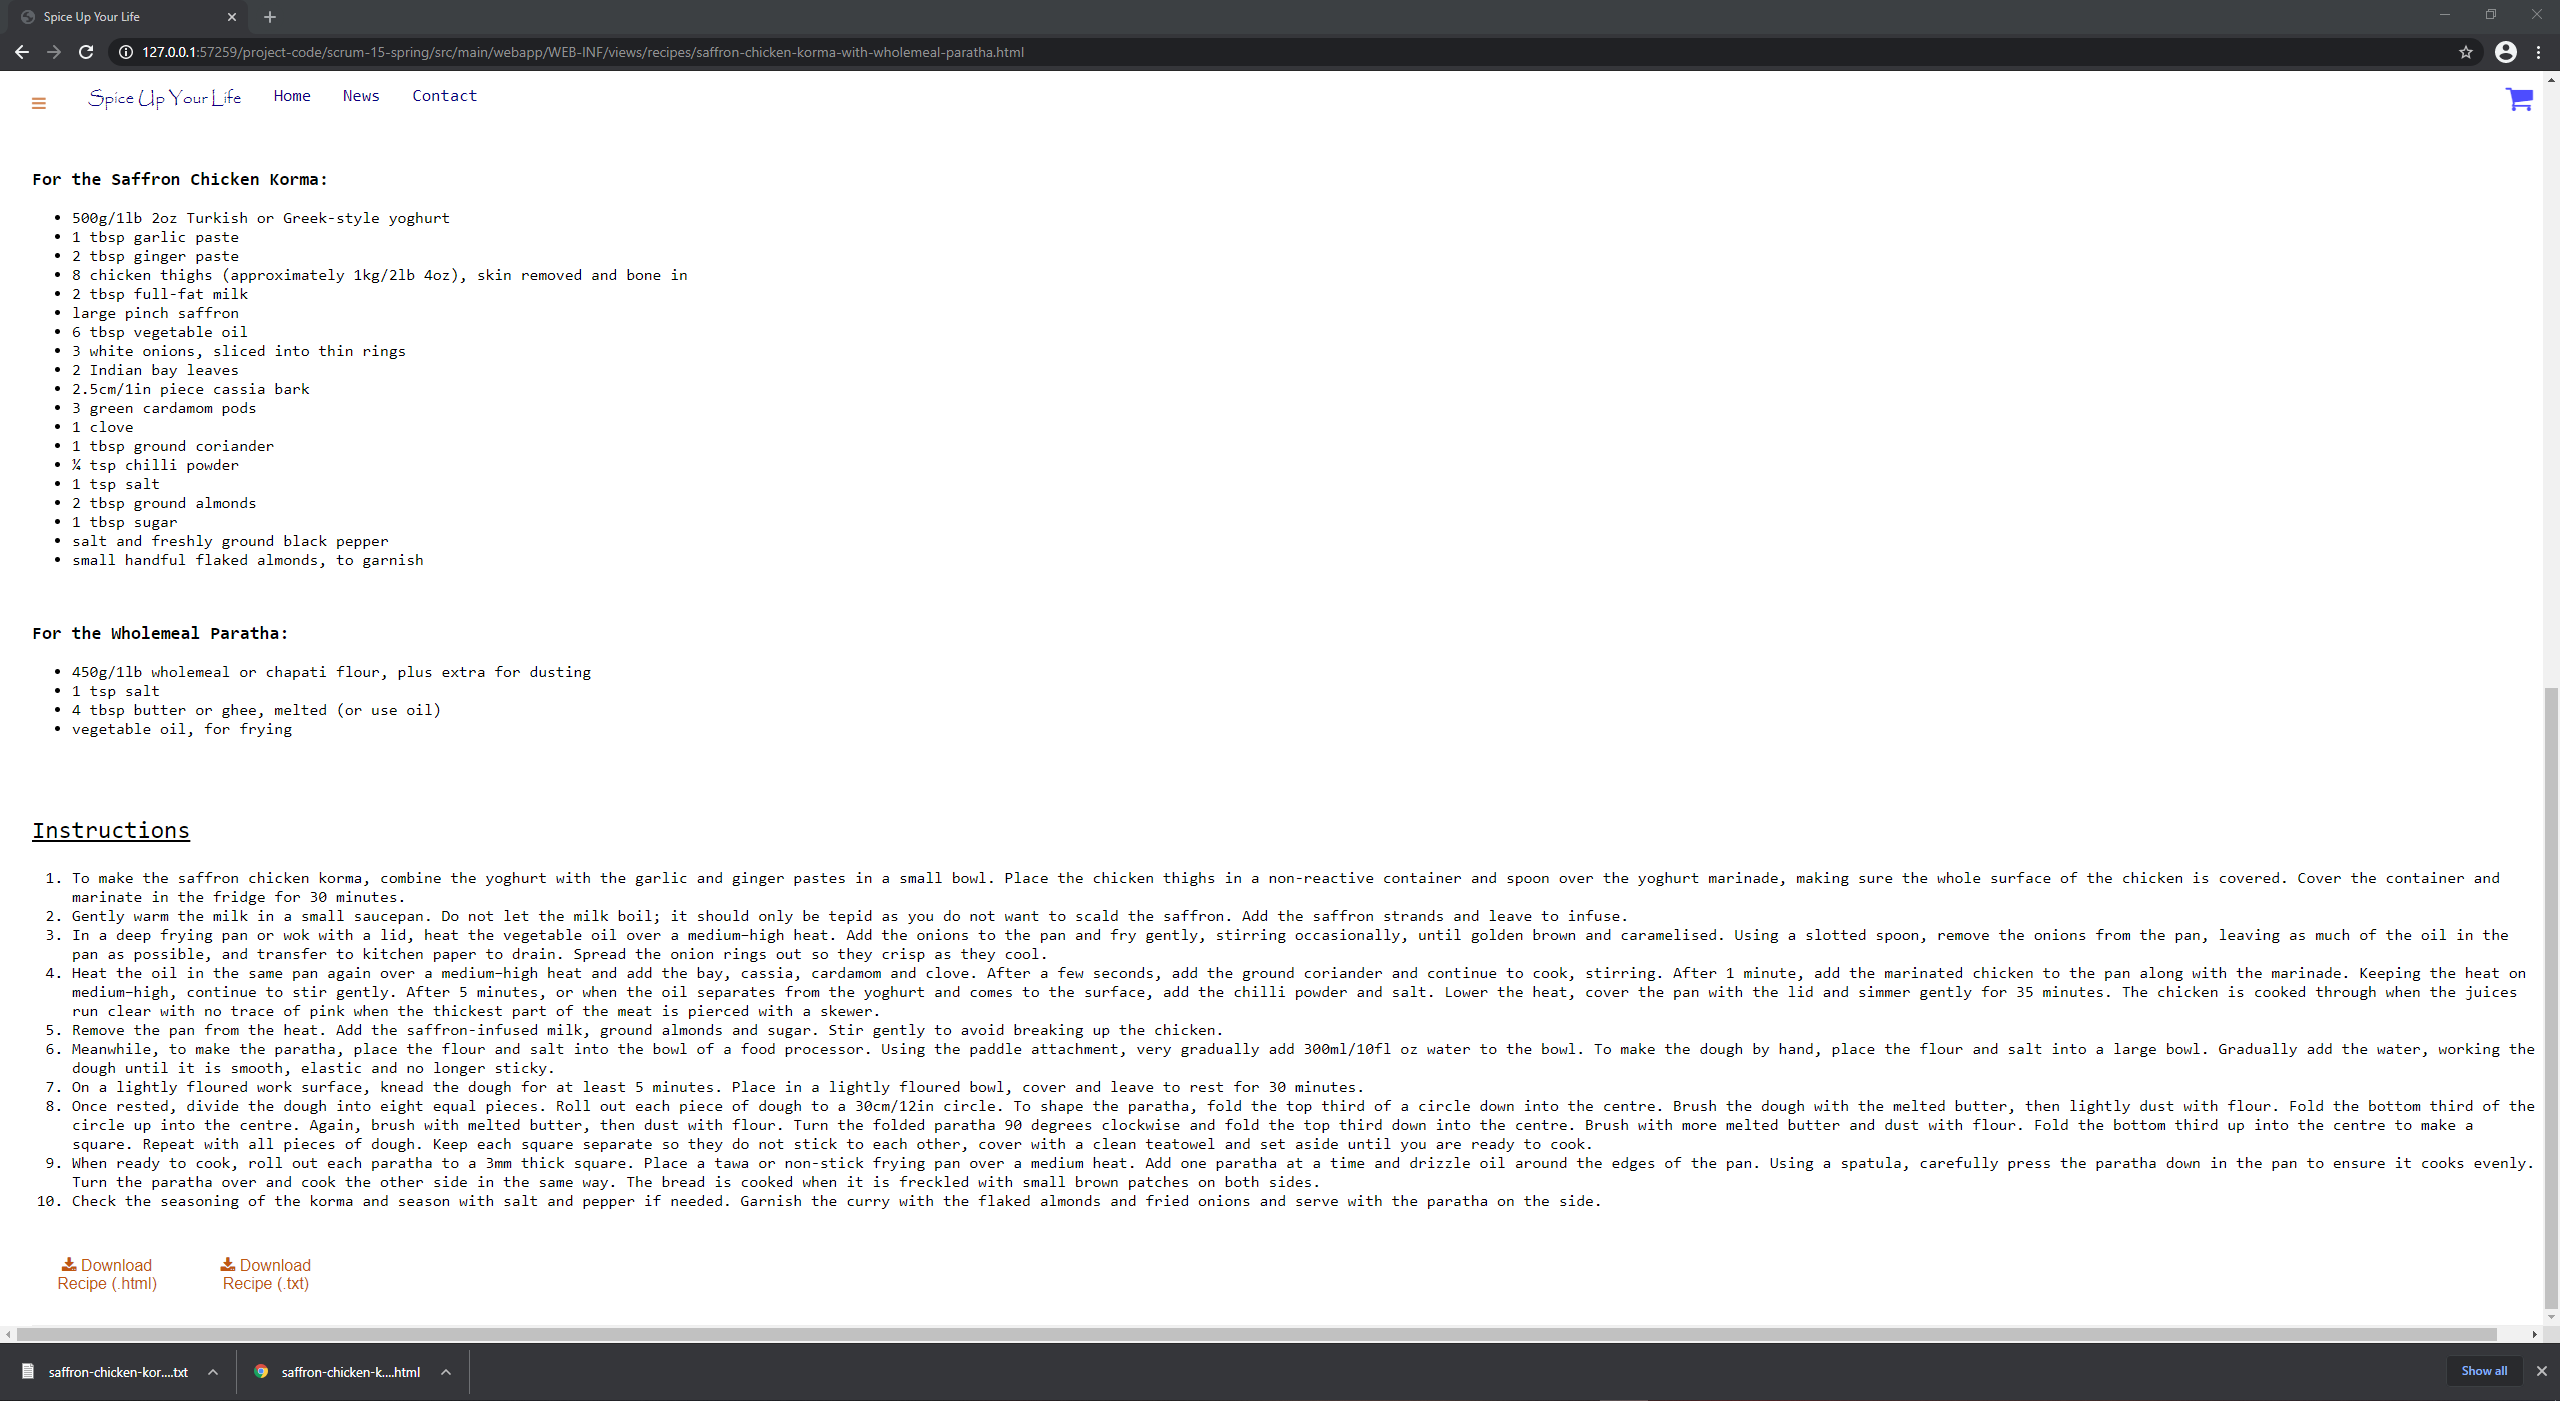 Spice Up Your Life
127.0.0.1:57259/project-code/scrum-15-spring/src/main/webapp/WEB-INF/views/recipes/saffron-chicken-korma-with-wholemeal-paratha.html
Spice Up Your Life Home News Contact
For the Saffron Chicken Korma:
• 500g/1lb 2oz Turkish or Greek-style yoghurt
• 1 tbsp garlic paste
• 2 tbsp ginger paste
• 8 chicken thighs (approximately 1kg/2lb 4oz), skin removed and bone in
• 2 tbsp full-fat milk
• large pinch saffron
• 6 tbsp vegetable oil
• 3 white onions, sliced into thin rings
• 2 Indian bay leaves
• 2.5cm/1in piece cassia bark
• 3 green cardamom pods
• 1 clove
• 1 tbsp ground coriander
• ¼ tsp chilli powder
• 1 tsp salt
• 2 tbsp ground almonds
• 1 tbsp sugar
• salt and freshly ground black pepper
• small handful flaked almonds, to garnish
For the Wholemeal Paratha:
• 450g/1lb wholemeal or chapati flour, plus extra for dusting
• 1 tsp salt
• 4 tbsp butter or ghee, melted (or use oil)
• vegetable oil, for frying
Instructions
1. To make the saffron chicken korma, combine the yoghurt with the garlic and ginger pastes in a small bowl. Place the chicken thighs in a non-reactive container and spoon over the yoghurt marinade, making sure the whole surface of the chicken is covered. Cover the container and
marinate in the fridge for 30 minutes.
2. Gently warm the milk in a small saucepan. Do not let the milk boil; it should only be tepid as you do not want to scald the saffron. Add the saffron strands and leave to infuse.
3. In a deep frying pan or wok with a lid, heat the vegetable oil over a medium-high heat. Add the onions to the pan and fry gently, stirring occasionally, until golden brown and caramelised. Using a slotted spoon, remove the onions from the pan, leaving as much of the oil in the
pan as possible, and transfer to kitchen paper to drain. Spread the onion rings out so they crisp as they cool.
4. Heat the oil in the same pan again over a medium-high heat and add the bay, cassia, cardamom and clove. After a few seconds, add the ground coriander and continue to cook, stirring. After 1 minute, add the marinated chicken to the pan along with the marinade. Keeping the heat on
medium-high, continue to stir gently. After 5 minutes, or when the oil separates from the yoghurt and comes to the surface, add the chilli powder and salt. Lower the heat, cover the pan with the lid and simmer gently for 35 minutes. The chicken is cooked through when the juices
run clear with no trace of pink when the thickest part of the meat is pierced with a skewer.
5. Remove the pan from the heat. Add the saffron-infused milk, ground almonds and sugar. Stir gently to avoid breaking up the chicken.
6. Meanwhile, to make the paratha, place the flour and salt into the bowl of a food processor. Using the paddle attachment, very gradually add 300ml/10fl oz water to the bowl. To make the dough by hand, place the flour and salt into a large bowl. Gradually add the water, working the
dough until it is smooth, elastic and no longer sticky.
7. On a lightly floured work surface, knead the dough for at least 5 minutes. Place in a lightly floured bowl, cover and leave to rest for 30 minutes.
8. Once rested, divide the dough into eight equal pieces. Roll out each piece of dough to a 30cm/12in circle. To shape the paratha, fold the top third of a circle down into the centre. Brush the dough with the melted butter, then lightly dust with flour. Fold the bottom third of the
circle up into the centre. Again, brush with melted butter, then dust with flour. Turn the folded paratha 90 degrees clockwise and fold the top third down into the centre. Brush with more melted butter and dust with flour. Fold the bottom third up into the centre to make a
square. Repeat with all pieces of dough. Keep each square separate so they do not stick to each other, cover with a clean teatowel and set aside until you are ready to cook.
9. When ready to cook, roll out each paratha to a 3mm thick square. Place a tawa or non-stick frying pan over a medium heat. Add one paratha at a time and drizzle oil around the edges of the pan. Using a spatula, carefully press the paratha down in the pan to ensure it cooks evenly.
Turn the paratha over and cook the other side in the same way. The bread is cooked when it is freckled with small brown patches on both sides.
10. Check the seasoning of the korma and season with salt and pepper if needed. Garnish the curry with the flaked almonds and fried onions and serve with the paratha on the side.
Download
Recipe (.html)
Download
Recipe (.txt)
saffron-chicken-kor....txt saffron-chicken-k....html Show all